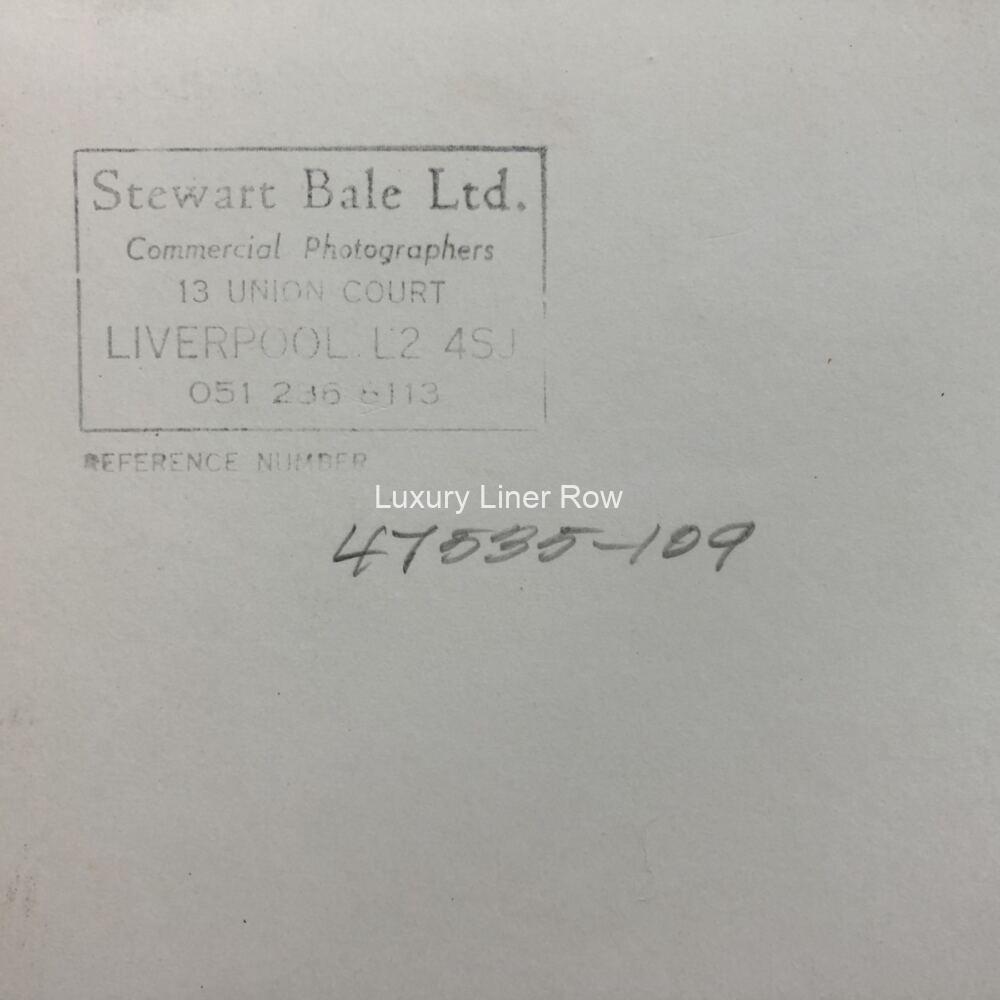 Stewart Bale Ltd.
Commercial Photographers
13 UNION COURT
LIVERPOOL. L2 4SJ
051 236
REFERENCE NUMBER
Luxury Liner Row
47535-109